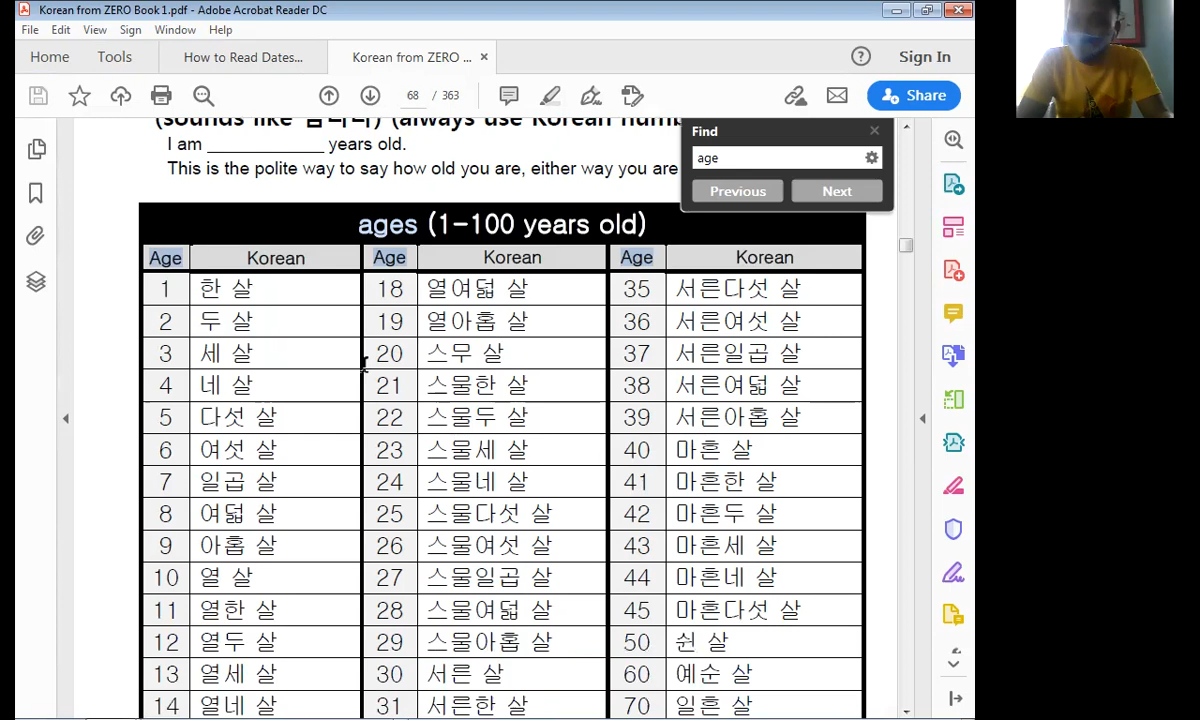 Korean from ZERO Book 1.pdf - Adobe Acrobat Reader DC
File Edit View Sign Window Help
Home Tools How to Read Dates... Korean from ZERO ... × Sign In
68 / 363 Share
(sounds like (always use Korean
I am ____________ years old.
This is the polite way to say how old you are, either way you are
Find
age
Previous Next
ages (1-100 years old)
Age Korean Age Korean Age Korean
1 한 살 18 열여덟 살 35 서른다섯 살
2 두 살 19 열아홉 살 36 서른여섯 살
3 세 살 20 스무 살 37 서른일곱 살
4 네 살 21 스물한 살 38 서른여덟 살
5 다섯 살 22 스물두 살 39 서른아홉 살
6 여섯 살 23 스물세 살 40 마흔 살
7 일곱 살 24 스물네 살 41 마흔한 살
8 여덟 살 25 스물다섯 살 42 마흔두 살
9 아홉 살 26 스물여섯 살 43 마흔세 살
10 열 살 27 스물일곱 살 44 마흔네 살
11 열한 살 28 스물여덟 살 45 마흔다섯 살
12 열두 살 29 스물아홉 살 50 쉰 살
13 열세 살 30 서른 살 60 예순 살
14 열네 살 31 서른한 살 70 일흔 살